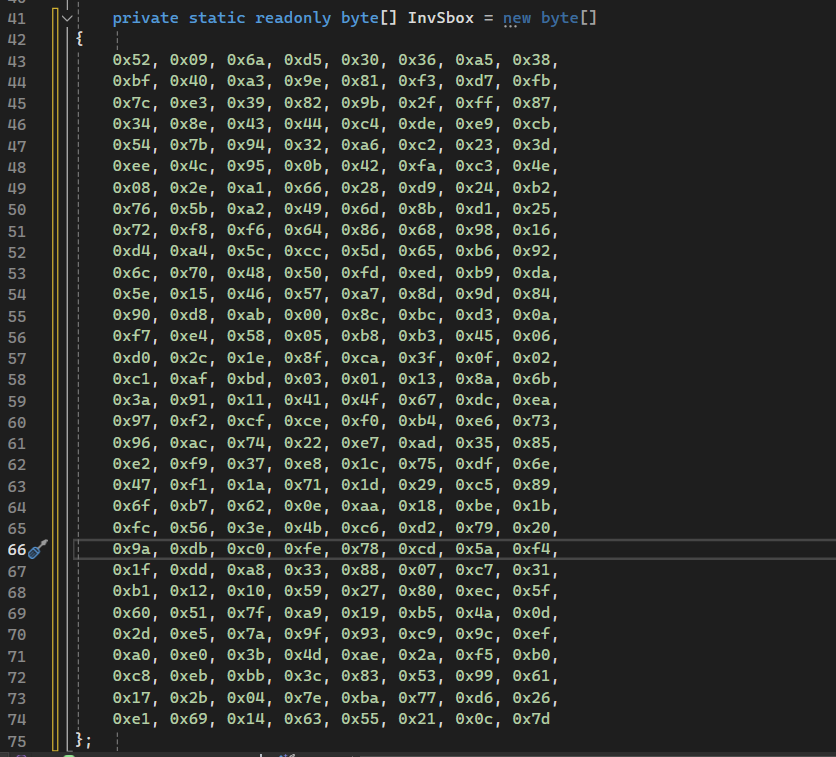 41 private static readonly byte[] InvSbox = new byte[]
42 {
43 0x52, 0x09, 0x6a, 0xd5, 0x30, 0x36, 0xa5, 0x38,
44 0xbf, 0x40, 0xa3, 0x9e, 0x81, 0xf3, 0xd7, 0xfb,
45 0x7c, 0xe3, 0x39, 0x82, 0x9b, 0x2f, 0xff, 0x87,
46 0x34, 0x8e, 0x43, 0x44, 0xc4, 0xde, 0xe9, 0xcb,
47 0x54, 0x7b, 0x94, 0x32, 0xa6, 0xc2, 0x23, 0x3d,
48 0xee, 0x4c, 0x95, 0x0b, 0x42, 0xfa, 0xc3, 0x4e,
49 0x08, 0x2e, 0xa1, 0x66, 0x28, 0xd9, 0x24, 0xb2,
50 0x76, 0x5b, 0xa2, 0x49, 0x6d, 0x8b, 0xd1, 0x25,
51 0x72, 0xf8, 0xf6, 0x64, 0x86, 0x68, 0x98, 0x16,
52 0xd4, 0xa4, 0x5c, 0xcc, 0x5d, 0x65, 0xb6, 0x92,
53 0x6c, 0x70, 0x48, 0x50, 0xfd, 0xed, 0xb9, 0xda,
54 0x5e, 0x15, 0x46, 0x57, 0xa7, 0x8d, 0x9d, 0x84,
55 0x90, 0xd8, 0xab, 0x00, 0x8c, 0xbc, 0xd3, 0x0a,
56 0xf7, 0xe4, 0x58, 0x05, 0xb8, 0xb3, 0x45, 0x06,
57 0xd0, 0x2c, 0x1e, 0x8f, 0xca, 0x3f, 0x0f, 0x02,
58 0xc1, 0xaf, 0xbd, 0x03, 0x01, 0x13, 0x8a, 0x6b,
59 0x3a, 0x91, 0x11, 0x41, 0x4f, 0x67, 0xdc, 0xea,
60 0x97, 0xf2, 0xcf, 0xce, 0xf0, 0xb4, 0xe6, 0x73,
61 0x96, 0xac, 0x74, 0x22, 0xe7, 0xad, 0x35, 0x85,
62 0xe2, 0xf9, 0x37, 0xe8, 0x1c, 0x75, 0xdf, 0x6e,
63 0x47, 0xf1, 0x1a, 0x71, 0x1d, 0x29, 0xc5, 0x89,
64 0x6f, 0xb7, 0x62, 0x0e, 0xaa, 0x18, 0xbe, 0x1b,
65 0xfc, 0x56, 0x3e, 0x4b, 0xc6, 0xd2, 0x79, 0x20,
66 0x9a, 0xdb, 0xc0, 0xfe, 0x78, 0xcd, 0x5a, 0xf4,
67 0x1f, 0xdd, 0xa8, 0x33, 0x88, 0x07, 0xc7, 0x31,
68 0xb1, 0x12, 0x10, 0x59, 0x27, 0x80, 0xec, 0x5f,
69 0x60, 0x51, 0x7f, 0xa9, 0x19, 0xb5, 0x4a, 0x0d,
70 0x2d, 0xe5, 0x7a, 0x9f, 0x93, 0xc9, 0x9c, 0xef,
71 0xa0, 0xe0, 0x3b, 0x4d, 0xae, 0x2a, 0xf5, 0xb0,
72 0xc8, 0xeb, 0xbb, 0x3c, 0x83, 0x53, 0x99, 0x61,
73 0x17, 0x2b, 0x04, 0x7e, 0xba, 0x77, 0xd6, 0x26,
74 0xe1, 0x69, 0x14, 0x63, 0x55, 0x21, 0x0c, 0x7d
75 };